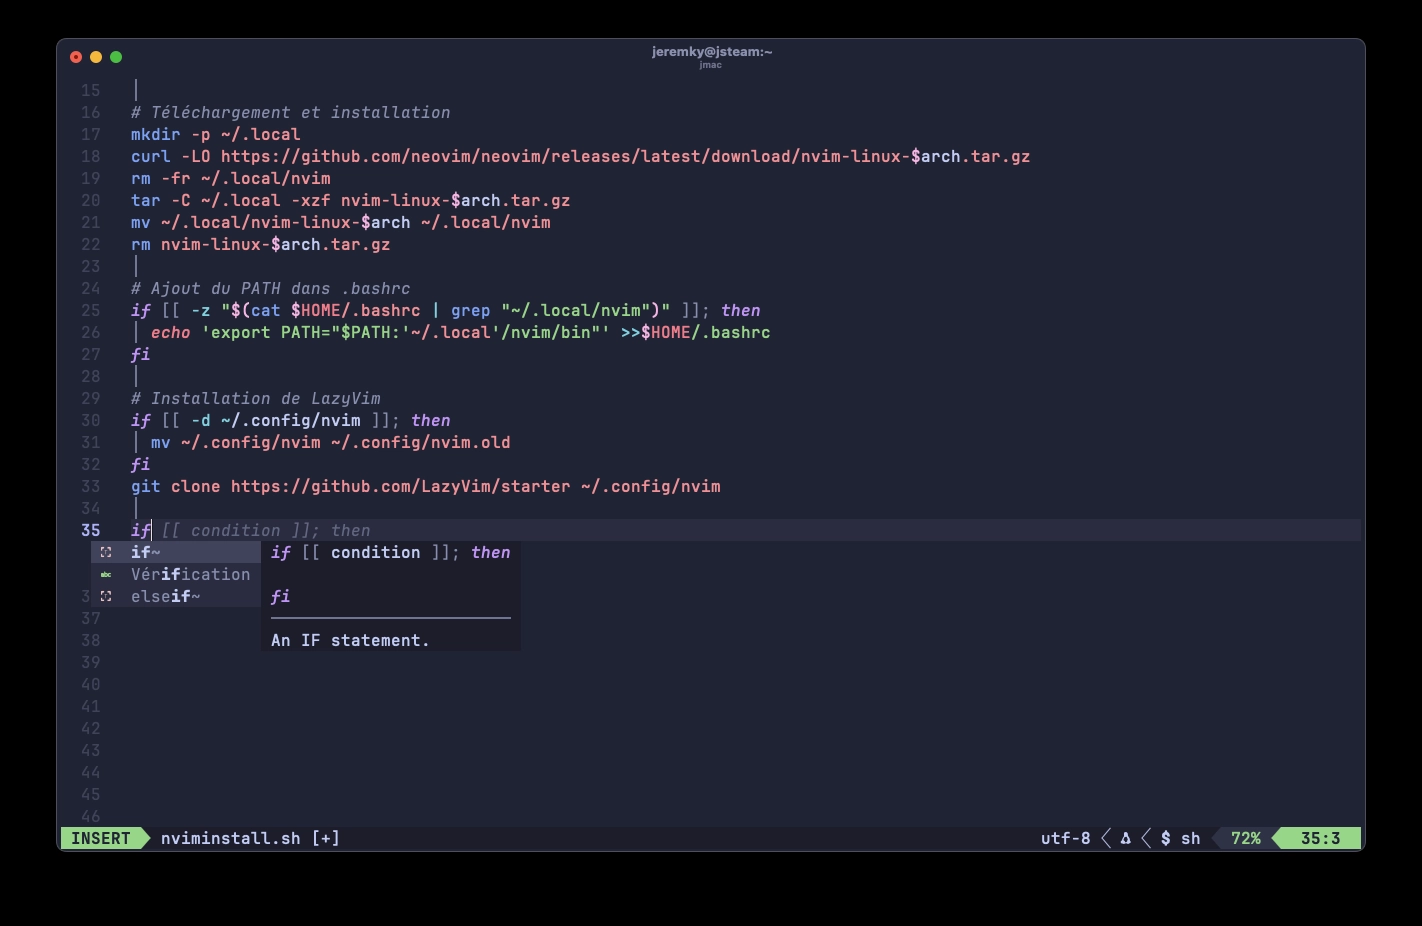 jeremky@jsteam:~
jmac
15
16 # Téléchargement et installation
17 mkdir -p ~/.local
18 curl -LO https://github.com/neovim/neovim/releases/latest/download/nvim-linux-$arch.tar.gz
19 rm -fr ~/.local/nvim
20 tar -C ~/.local -xzf nvim-linux-$arch.tar.gz
21 mv ~/.local/nvim-linux-$arch ~/.local/nvim
22 rm nvim-linux-$arch.tar.gz
23
24 # Ajout du PATH dans .bashrc
25 if [[ -z "$(cat $HOME/.bashrc | grep "~/.local/nvim")" ]]; then
26 echo 'export PATH="$PATH:'~/.local'/nvim/bin"' >>$HOME/.bashrc
27 fi
28
29 # Installation de LazyVim
30 if [[ -d ~/.config/nvim ]]; then
31 mv ~/.config/nvim ~/.config/nvim.old
32 fi
33 git clone https://github.com/LazyVim/starter ~/.config/nvim
34
35 if [[ condition ]]; then
if~ if [[ condition ]]; then
abc Vérification
3 elseif~ fi
37
38 An IF statement.
39
40
41
42
43
44
45
46
INSERT nviminstall.sh [+] utf-8 $ sh 72% 35:3